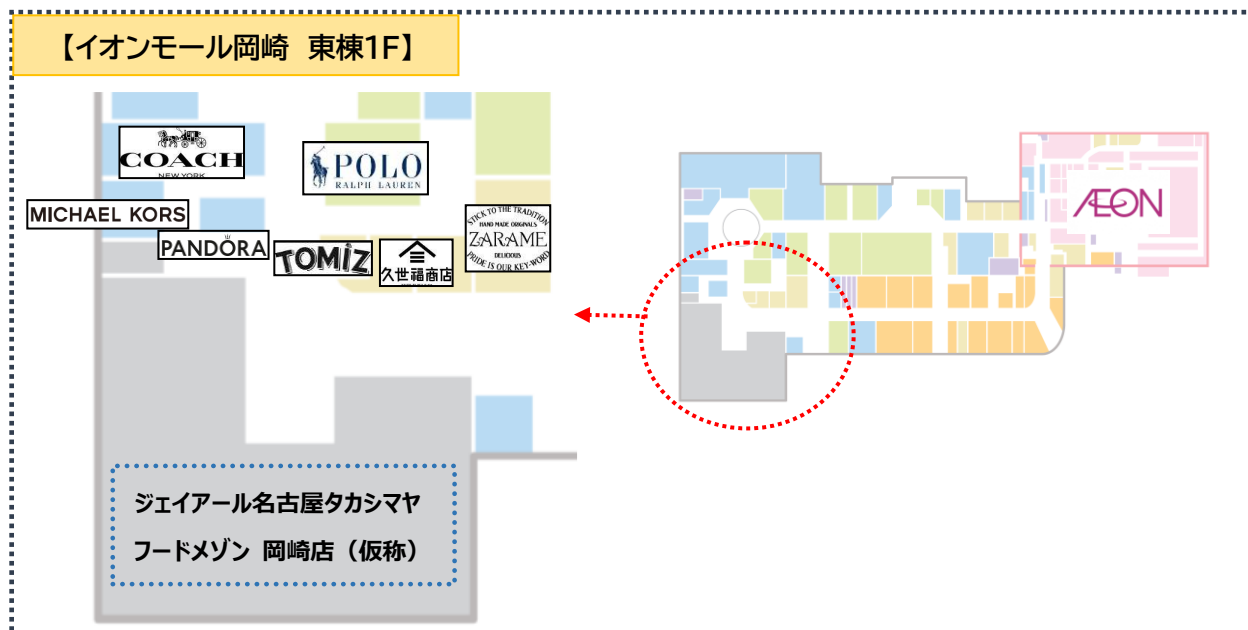 【イオンモール岡崎 東棟1F】
COACH
NEW YORK
POLO
RALPH LAUREN
MICHAEL KORS
PANDORA
TOMIZ
久世福商店
STICK TO THE TRADITION
HAND MADE ORIGINALS
ZARAME
DELICIOUS
PRIDE IS OUR KEY-WORD
ÆON
ジェイアール名古屋タカシマヤ
フードメゾン 岡崎店（仮称）